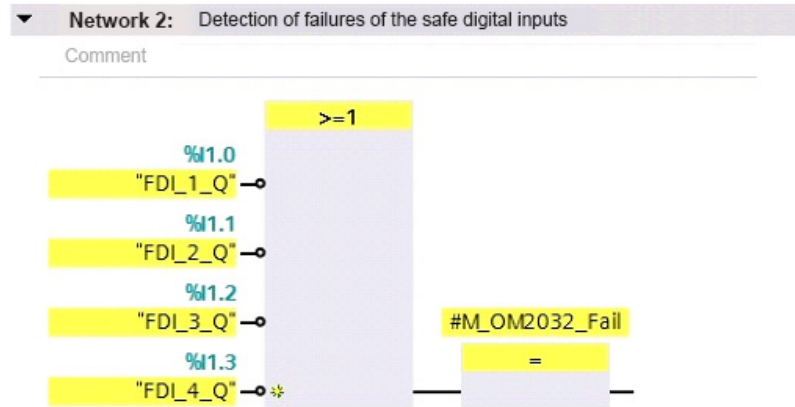 Network 2: Detection of failures of the safe digital inputs
Comment
>=1
%I1.0
"FDI_1_Q"
%I1.1
"FDI_2_Q"
%I1.2
"FDI_3_Q"
#M_OM2032_Fail
%I1.3
=
"FDI_4_Q"